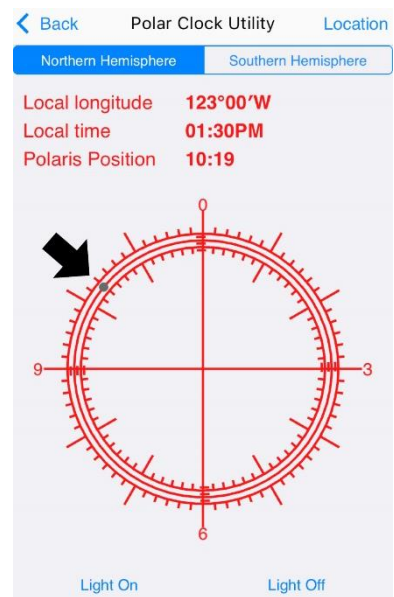 Back Polar Clock Utility Location
Northern Hemisphere Southern Hemisphere
Local longitude 123°00′W
Local time 01:30PM
Polaris Position 10:19
0
9 3
6
Light On Light Off